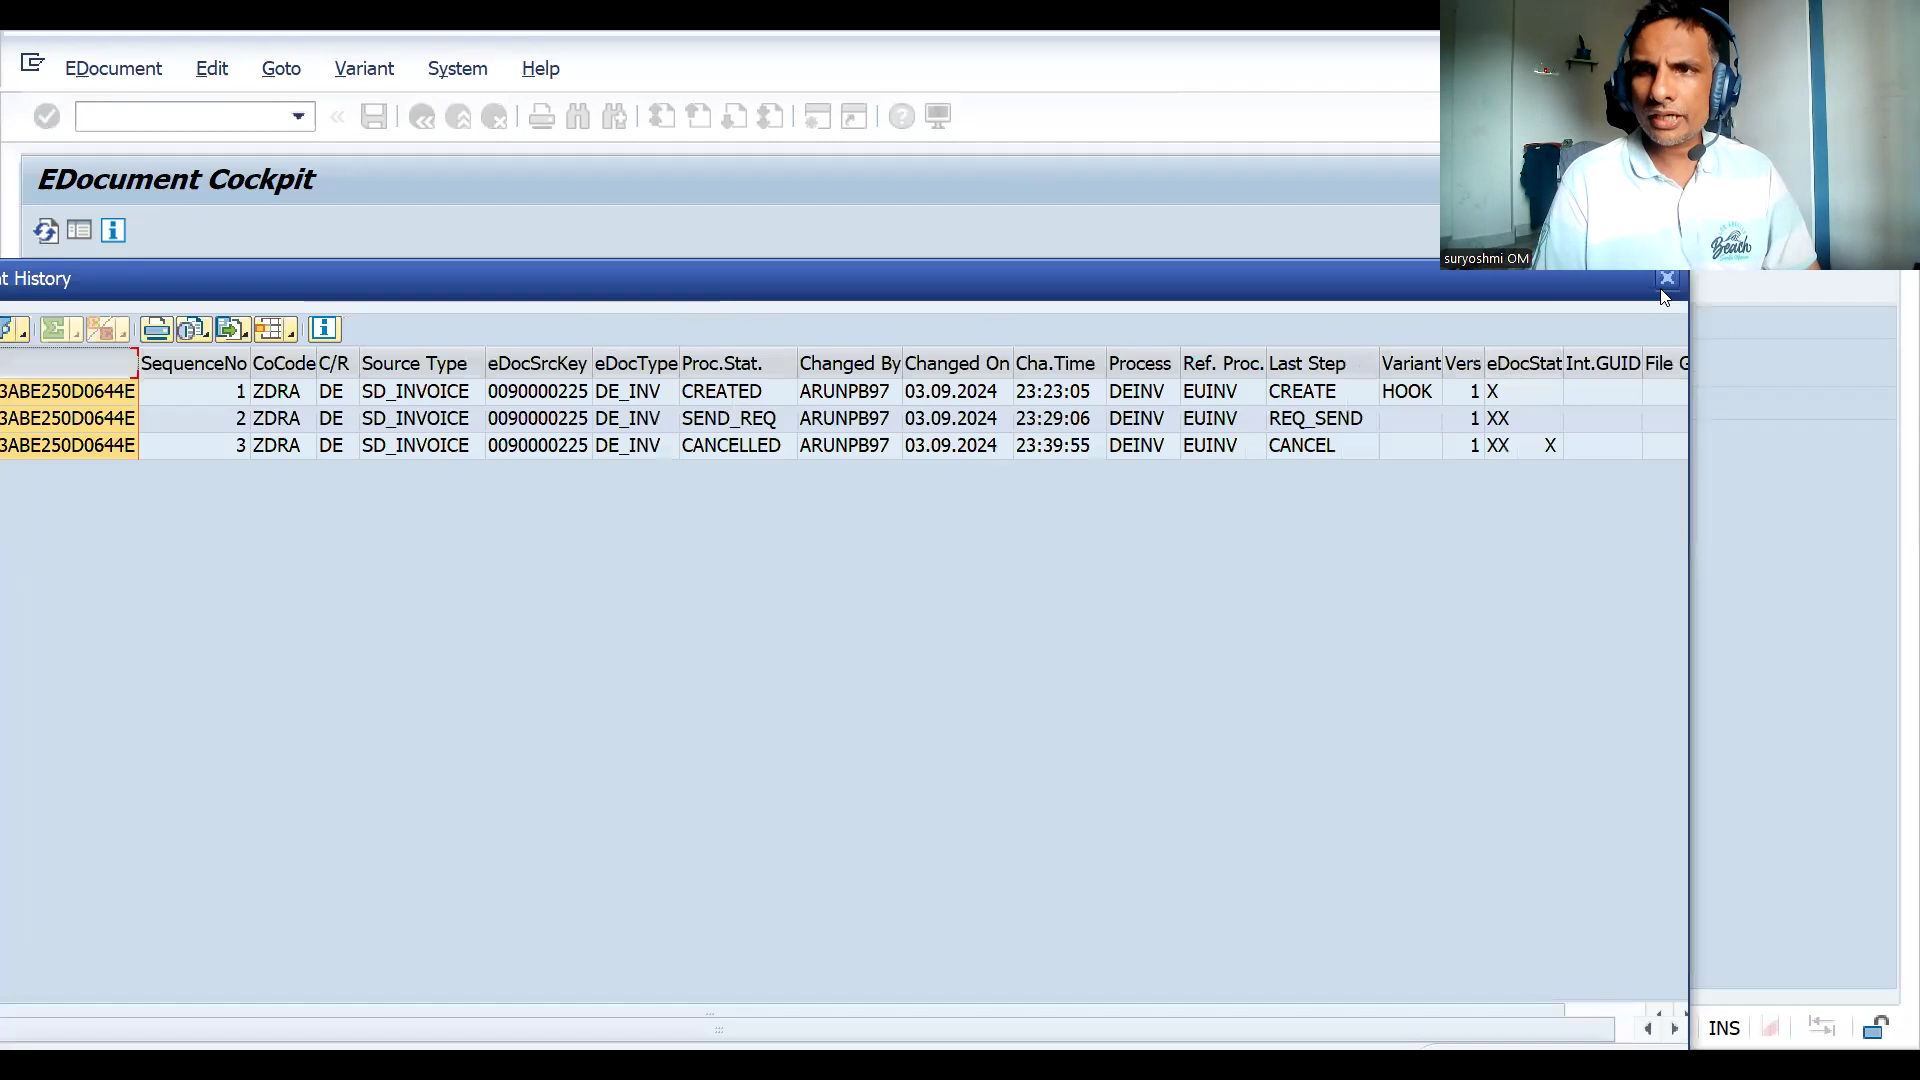 EDocument Edit Goto Variant System Help
EDocument Cockpit
suryoshmi OM
Beach
t History
SequenceNo CoCode C/R Source Type eDocSrcKey eDocType Proc.Stat. Changed By Changed On Cha.Time Process Ref. Proc. Last Step Variant Vers eDocStat Int.GUID File G
3ABE250D0644E 1 ZDRA DE SD_INVOICE 0090000225 DE_INV CREATED ARUNPB97 03.09.2024 23:23:05 DEINV EUINV CREATE HOOK 1 X
3ABE250D0644E 2 ZDRA DE SD_INVOICE 0090000225 DE_INV SEND_REQ ARUNPB97 03.09.2024 23:29:06 DEINV EUINV REQ_SEND 1 XX
3ABE250D0644E 3 ZDRA DE SD_INVOICE 0090000225 DE_INV CANCELLED ARUNPB97 03.09.2024 23:39:55 DEINV EUINV CANCEL 1 XX X
INS